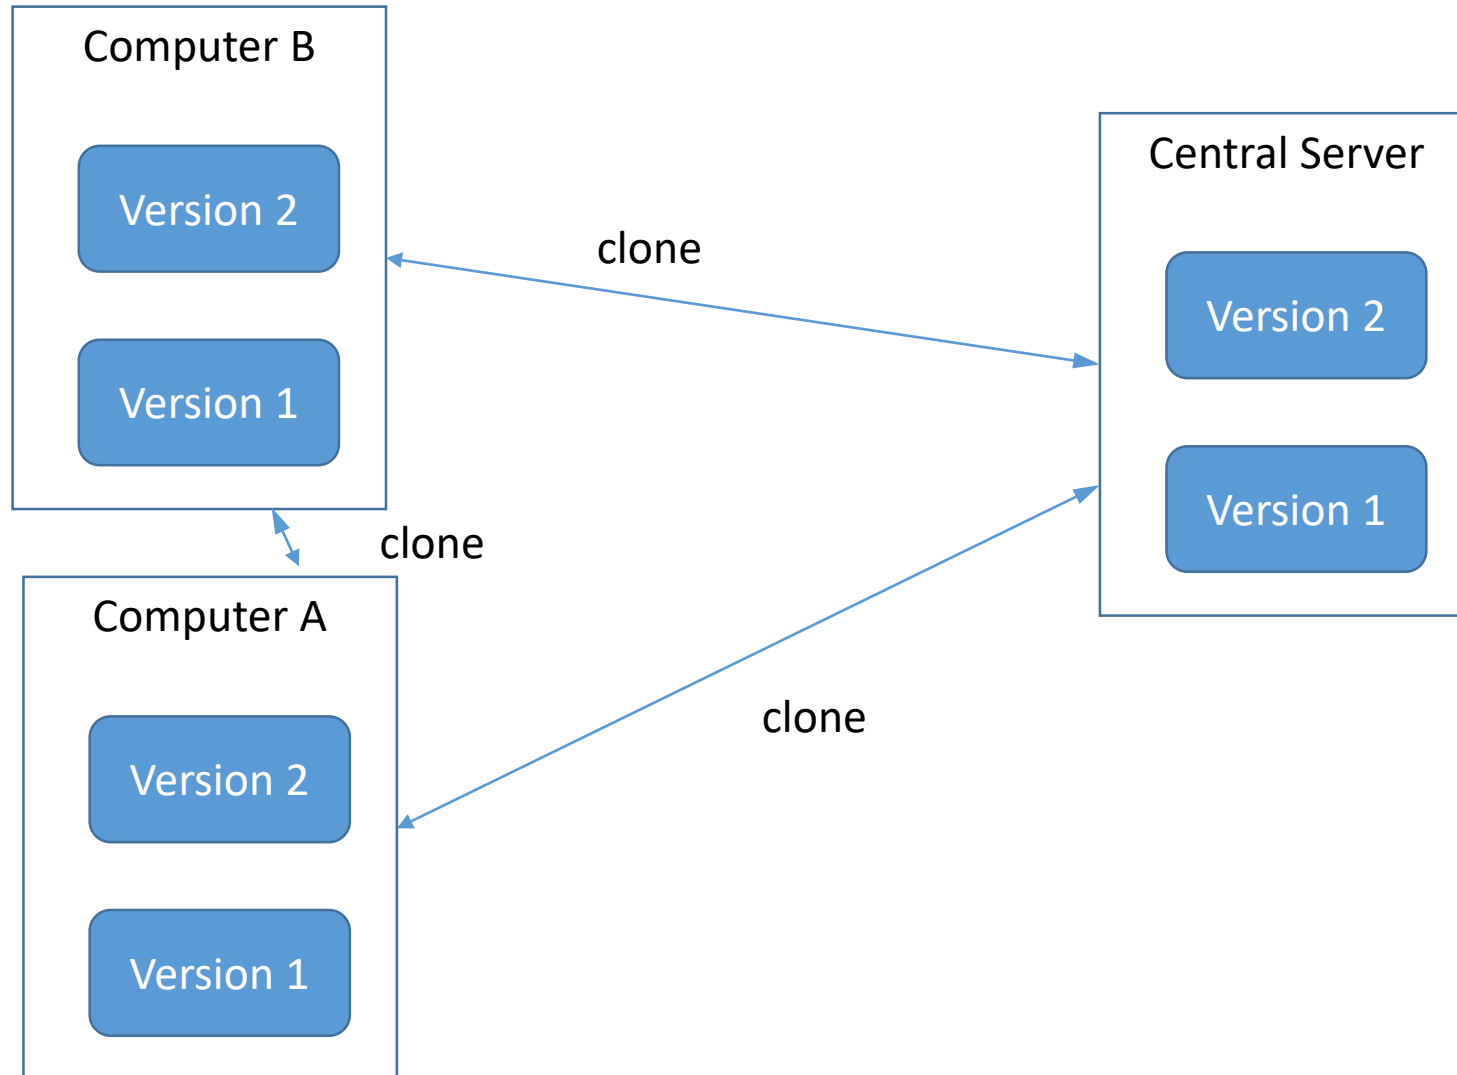 Computer B
Version 2
Version 1
clone
Central Server
Version 2
Version 1
clone
Computer A
Version 2
Version 1
clone